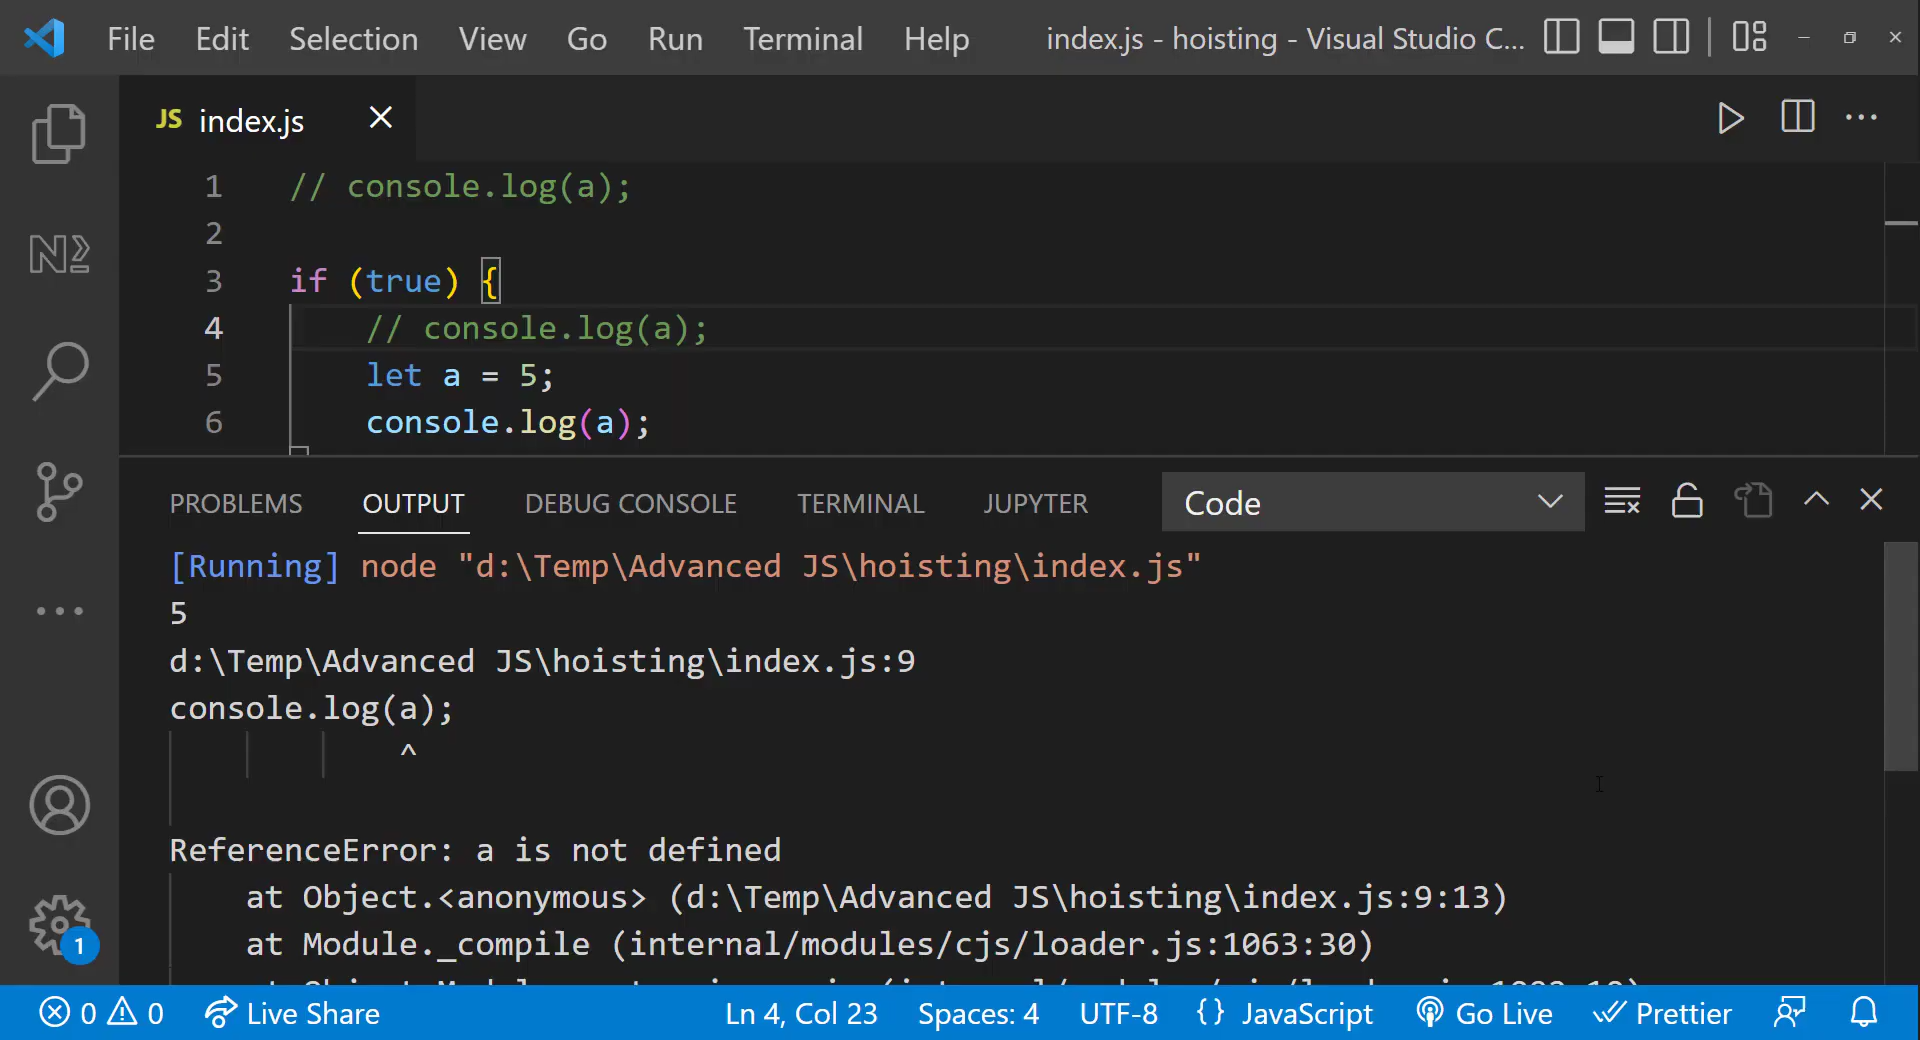 File Edit Selection View Go Run Terminal Help index.js - hoisting - Visual Studio C...
JS index.js
1 // console.log(a);
2
3 if (true) {
4 // console.log(a);
5 let a = 5;
6 console.log(a);
PROBLEMS OUTPUT DEBUG CONSOLE TERMINAL JUPYTER Code
[Running] node "d:\Temp\Advanced JS\hoisting\index.js"
5
d:\Temp\Advanced JS\hoisting\index.js:9
console.log(a);
^
ReferenceError: a is not defined
at Object.<anonymous> (d:\Temp\Advanced JS\hoisting\index.js:9:13)
at Module._compile (internal/modules/cjs/loader.js:1063:30)
1
0 0 Live Share Ln 4, Col 23 Spaces: 4 UTF-8 {} JavaScript Go Live Prettier